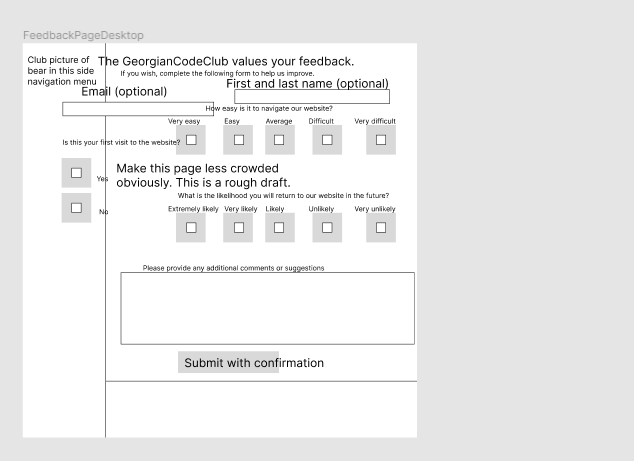 FeedbackPageDesktop
Club picture of
bear in this side
navigation menu
The GeorgianCodeClub values your feedback.
If you wish, complete the following form to help us improve.
First and last name (optional)
Email (optional)
How easy is it to navigate our website?
Very easy Easy Average Difficult Very difficult
Is this your first visit to the website?
Yes
No
Make this page less crowded
obviously. This is a rough draft.
What is the likelihood you will return to our website in the future?
Extremely likely Very likely Likely Unlikely Very unlikely
Please provide any additional comments or suggestions
Submit with confirmation